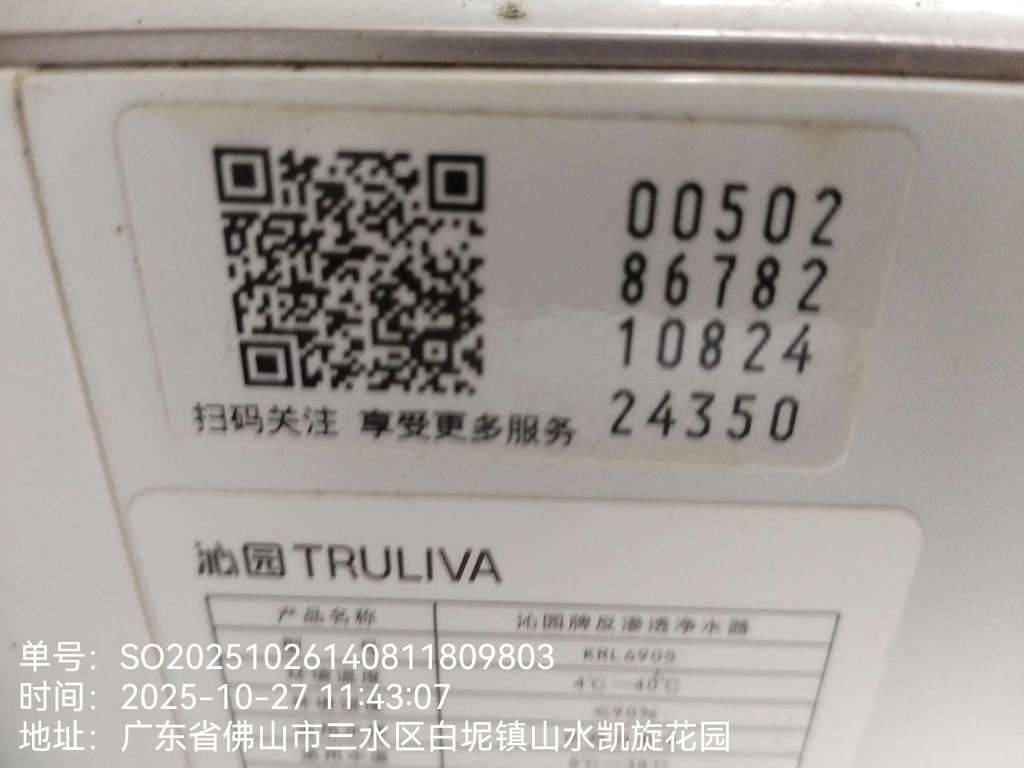 00502
86782
10824
24350
扫码关注 享受更多服务
沁园TRULIVA
产品名称 沁园牌反渗透净水器
4℃~40℃
≤90%
单号：SO20251026140811809803
时间：2025-10-27 11:43:07
地址：广东省佛山市三水区白坭镇山水凯旋花园